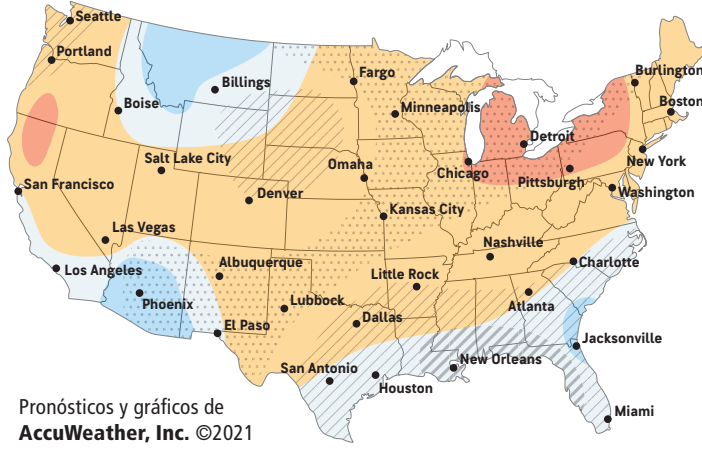 Seattle
Portland
Fargo
Burlington
Billings
Boise
Minneapolis
Boston
Detroit
Salt Lake City
Omaha
Chicago
Pittsburgh
New York
San Francisco
Denver
Washington
Kansas City
Las Vegas
Nashville
Los Angeles
Albuquerque
Little Rock
Charlotte
Phoenix
Lubbock
Atlanta
El Paso
Dallas
Jacksonville
San Antonio
New Orleans
Houston
Miami
Pronósticos y gráficos de
AccuWeather, Inc. ©2021